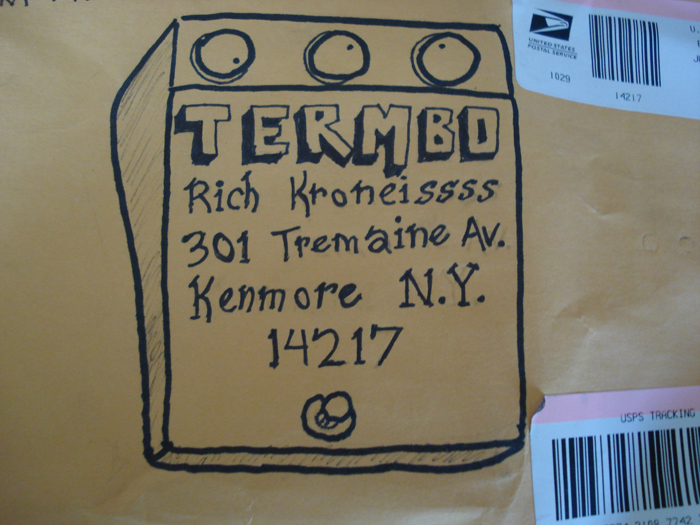 TERMBO
Rich Kroneissss
301 Tremaine Av.
Kenmore N.Y.
14217
UNITED STATES
POSTAL SERVICE
1029
14217
U.
USPS TRACKING